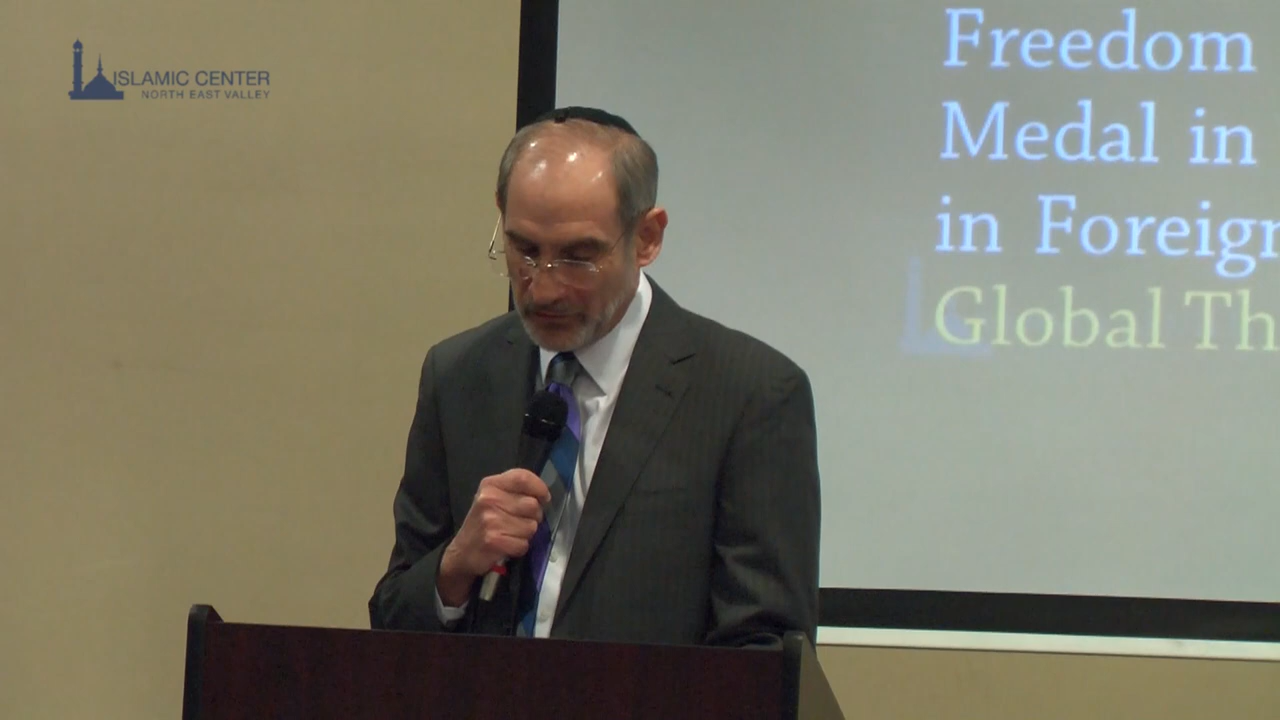 ISLAMIC CENTER
NORTH EAST VALLEY
Freedom
Medal in
in Foreign
Global Th